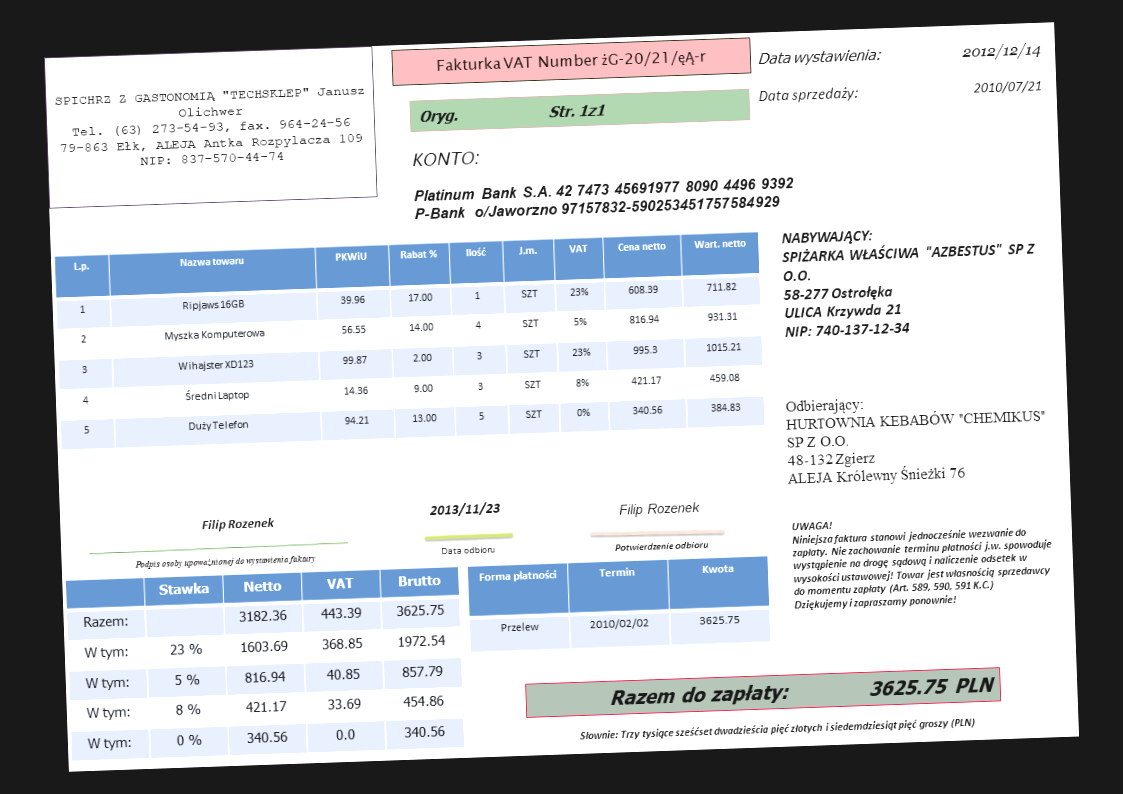 SPICHRZ Z GASTONOMIĄ "TECHSKLEP" Janusz
Olichwer
Tel. (63) 273-54-93, fax. 964-24-56
79-863 Ełk, ALEJA Antka Rozpylacza 109
NIP: 837-570-44-74
Fakturka VAT Number żG-20/21/ęĄ-r
Oryg. Str. 1z1
Data wystawienia: 2012/12/14
Data sprzedaży: 2010/07/21
KONTO:
Platinum Bank S.A. 42 7473 45691977 8090 4496 9392
P-Bank o/Jaworzno 97157832-590253451757584929
L.p. Nazwa towaru PKWiU Rabat % Ilość J.m. VAT Cena netto Wart. netto
1 Ripjaws 16GB 39.96 17.00 1 SZT 23% 608.39 711.82
2 Myszka Komputerowa 56.55 14.00 4 SZT 5% 816.94 931.31
3 Wihajster XD123 99.87 2.00 3 SZT 23% 995.3 1015.21
4 Średni Laptop 14.36 9.00 3 SZT 8% 421.17 459.08
5 Duży Telefon 94.21 13.00 5 SZT 0% 340.56 384.83
NABYWAJĄCY:
SPIŻARKA WŁAŚCIWA "AZBESTUS" SP Z
O.O.
58-277 Ostrołęka
ULICA Krzywda 21
NIP: 740-137-12-34
Odbierający:
HURTOWNIA KEBABÓW "CHEMIKUS"
SP Z O.O.
48-132 Zgierz
ALEJA Królewny Śnieżki 76
Filip Rozenek
Podpis osoby upoważnionej do wystawienia faktury
2013/11/23
Data odbioru
Filip Rozenek
Potwierdzenie odbioru
UWAGA!
Niniejsza faktura stanowi jednocześnie wezwanie do
zapłaty. Nie zachowanie terminu płatności j.w. spowoduje
wystąpienie na drogę sądową i naliczenie odsetek w
wysokości ustawowej! Towar jest własnością sprzedawcy
do momentu zapłaty (Art. 589, 590, 591 K.C.)
Dziękujemy i zapraszamy ponownie!
Stawka Netto VAT Brutto
Razem: 3182.36 443.39 3625.75
W tym: 23 % 1603.69 368.85 1972.54
W tym: 5 % 816.94 40.85 857.79
W tym: 8 % 421.17 33.69 454.86
W tym: 0 % 340.56 0.0 340.56
Forma płatności Termin Kwota
Przelew 2010/02/02 3625.75
Razem do zapłaty: 3625.75 PLN
Słownie: Trzy tysiące sześćset dwadzieścia pięć złotych i siedemdziesiąt pięć groszy (PLN)